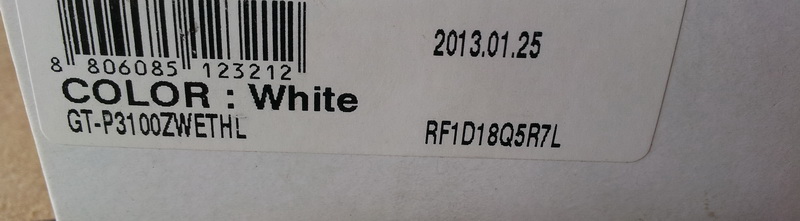 2013.01.25
8 806085 123212
COLOR : White
GT-P3100ZWETHL
RF1D18Q5R7L